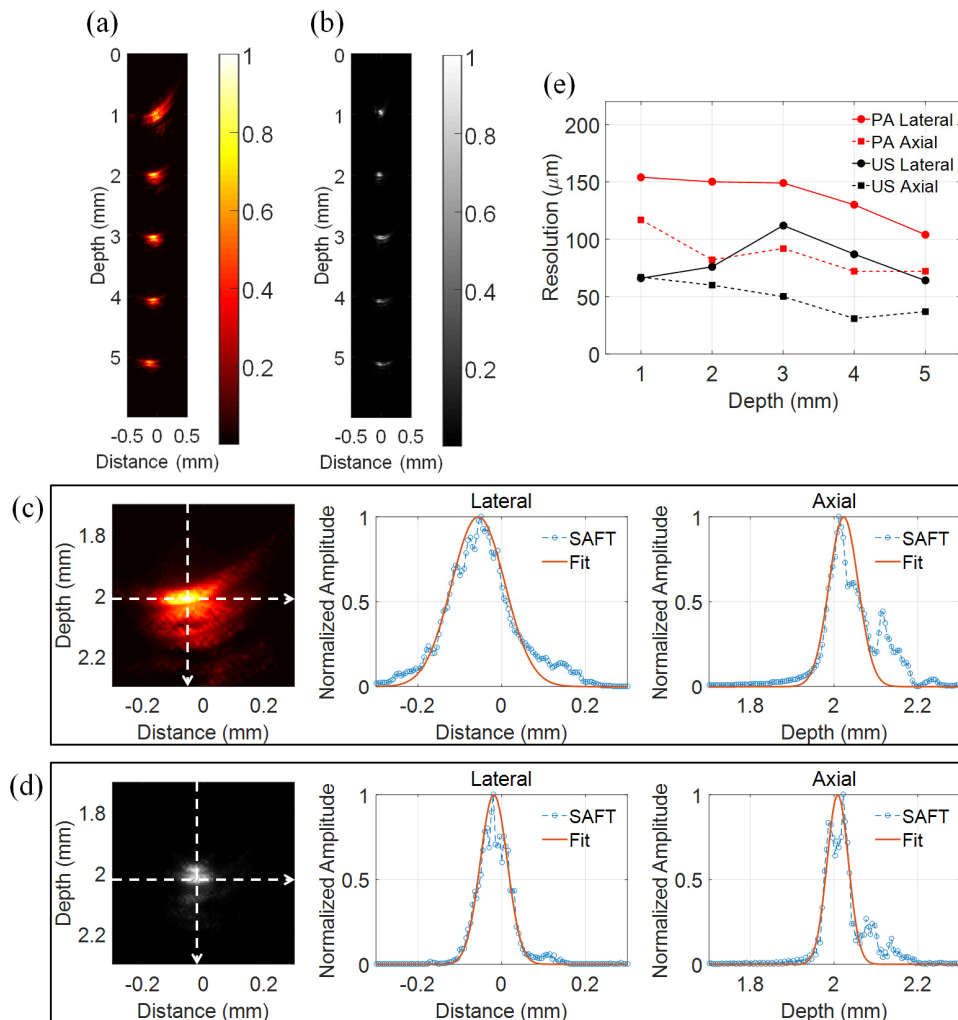 (a)
(b)
0
1
2
3
4
5
Depth (mm)
-0.5 0 0.5
Distance (mm)
1
0.8
0.6
0.4
0.2
0
1
2
3
4
5
Depth (mm)
-0.5 0 0.5
Distance (mm)
1
0.8
0.6
0.4
0.2
(e)
200
150
100
50
0
Resolution (μm)
1 2 3 4 5
Depth (mm)
PA Lateral
PA Axial
US Lateral
US Axial
(c)
1.8
2
2.2
Depth (mm)
-0.2 0 0.2
Distance (mm)
Lateral
1
0.5
0
Normalized Amplitude
SAFT
Fit
-0.2 0 0.2
Distance (mm)
Axial
1
0.5
0
Normalized Amplitude
SAFT
Fit
1.8 2 2.2
Depth (mm)
(d)
1.8
2
2.2
Depth (mm)
-0.2 0 0.2
Distance (mm)
Lateral
1
0.5
0
Normalized Amplitude
SAFT
Fit
-0.2 0 0.2
Distance (mm)
Axial
1
0.5
0
Normalized Amplitude
SAFT
Fit
1.8 2 2.2
Depth (mm)